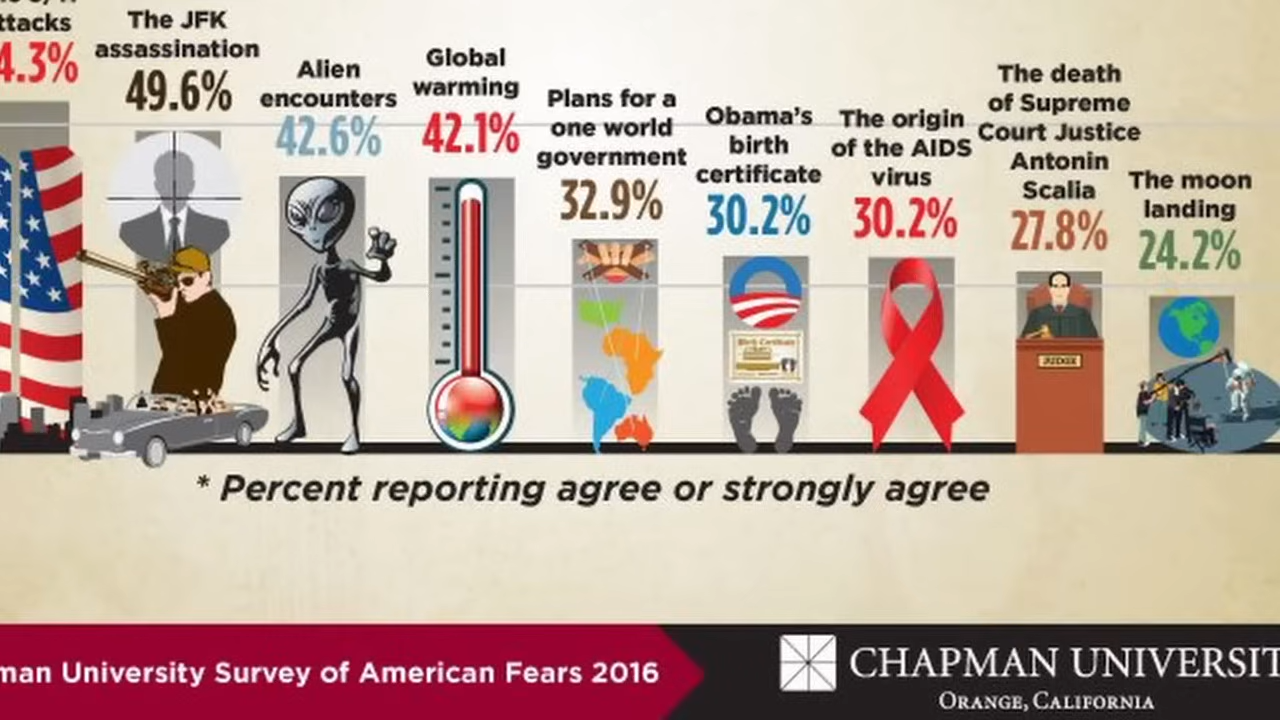 The JFK
assassination
49.6%
Alien
encounters
42.6%
Global
warming
42.1%
Plans for a
one world
government
32.9%
Obama's
birth
certificate
30.2%
Birth Certificate
The origin
of the AIDS
virus
30.2%
The death
of Supreme
Court Justice
Antonin
Scalia
27.8%
JUDGE
The moon
landing
24.2%
ttacks
4.3%
* Percent reporting agree or strongly agree
man University Survey of American Fears 2016
CHAPMAN UNIVERSIT
ORANGE, CALIFORNIA